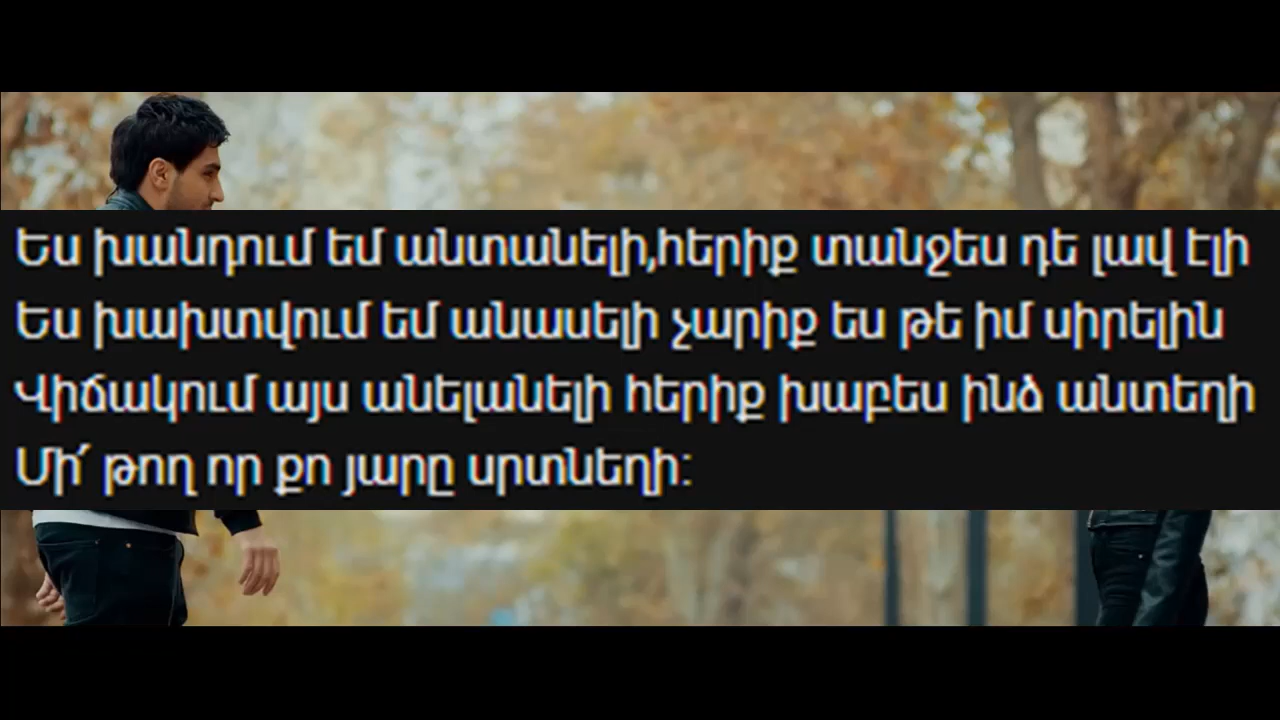 Ես խանդում եմ անտանելի,հերիք տանջես դե լավ էլի
Ես խախտվում եմ անասելի չարիք ես թե իմ սիրելին
Վիճակում այս անելանելի հերիք խաբես ինձ անտեղի
Մի՛ թող որ քո յարը սրտնեղի: